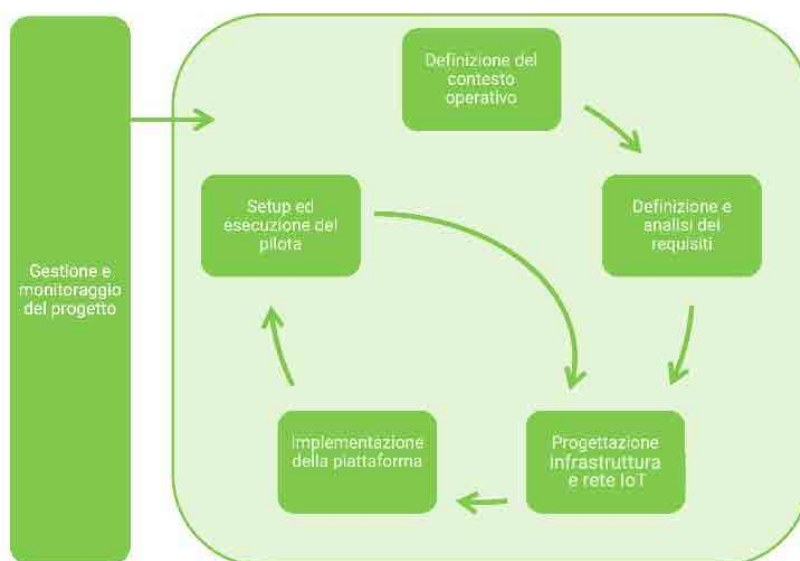 Gestione e
monitoraggio
del progetto
Definizione del
contesto
operativo
Definizione e
analisi dei
requisiti
Progettazione
infrastruttura
e rete IoT
Implementazione
della piattaforma
Setup ed
esecuzione del
pilota